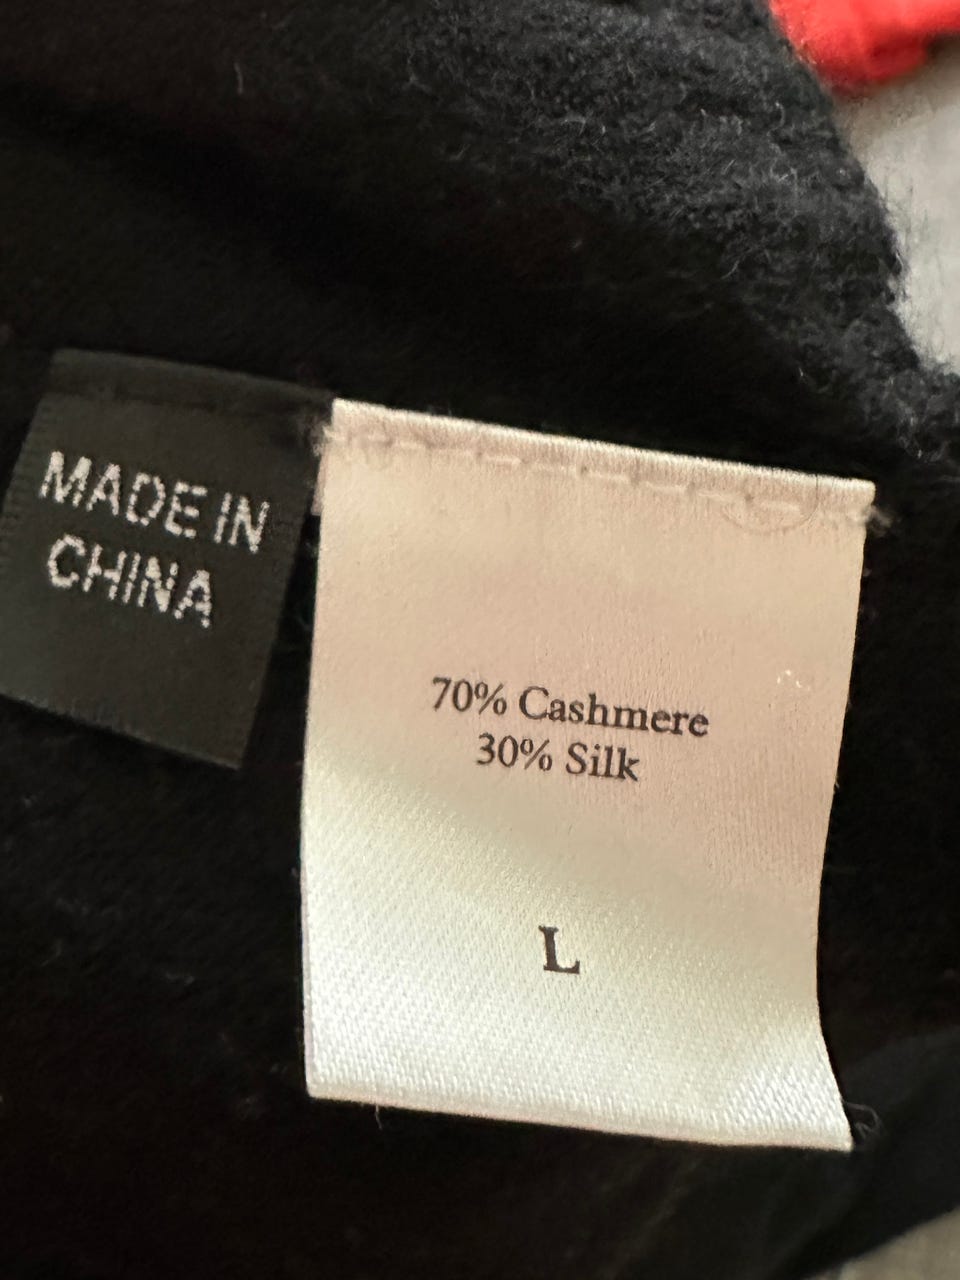 MADE IN
CHINA
70% Cashmere
30% Silk
L